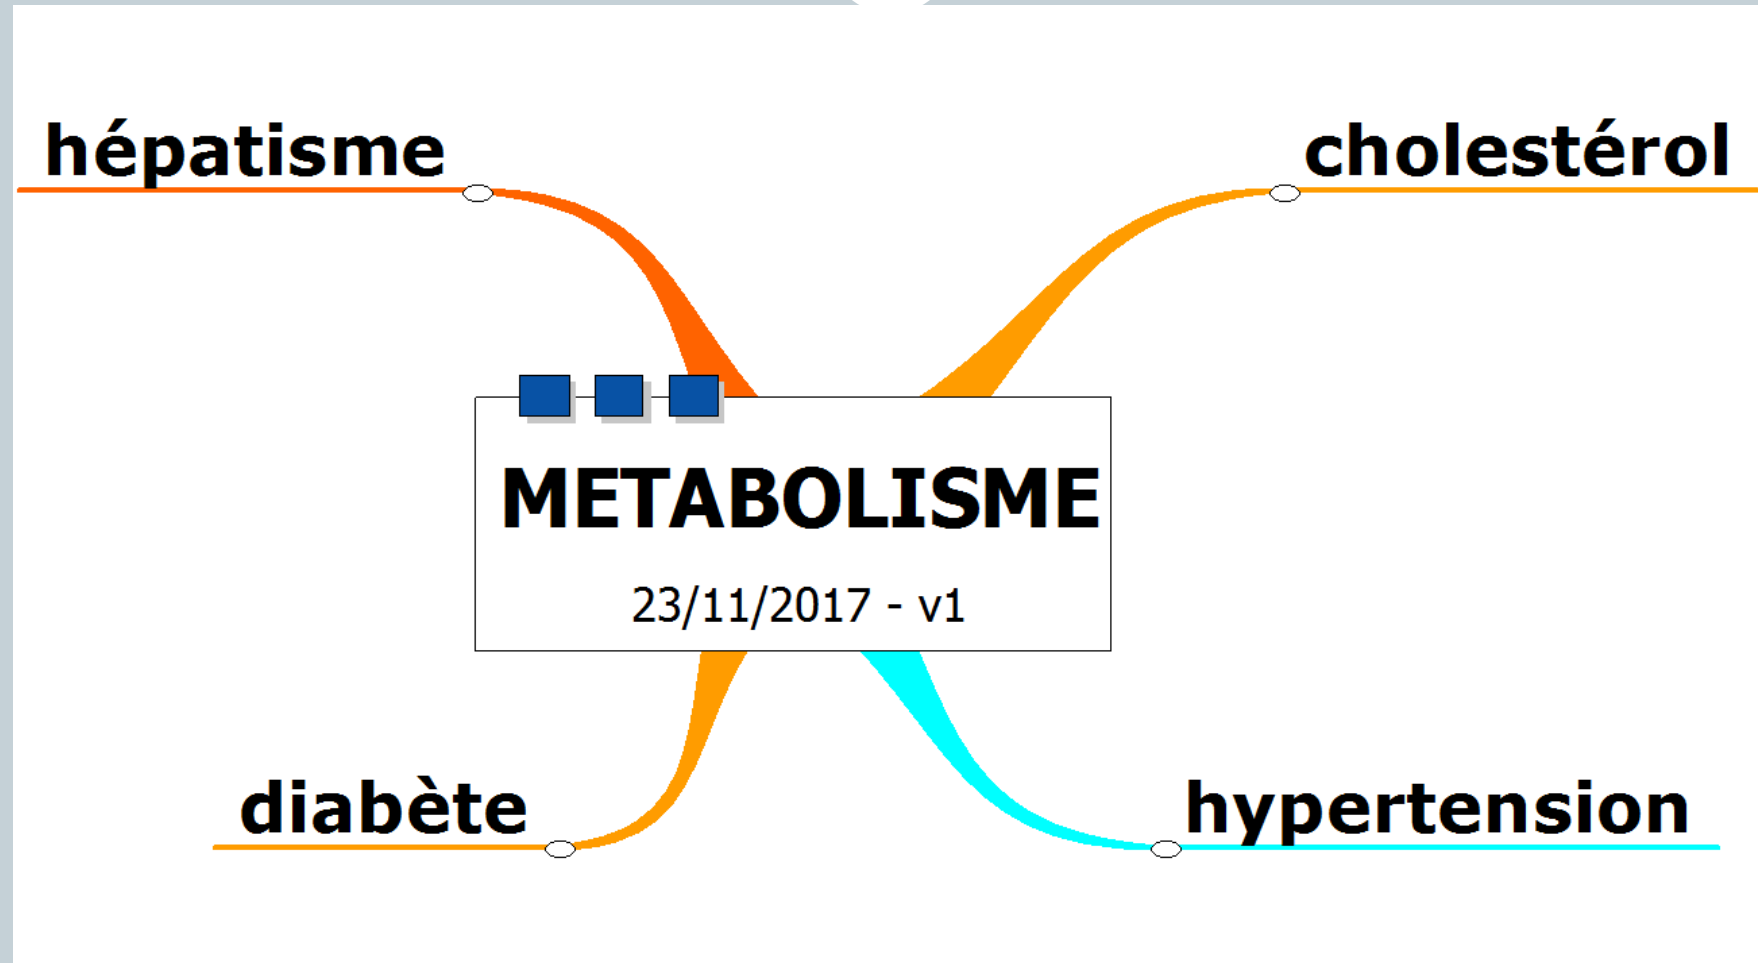 hépatisme
cholestérol
METABOLISME
23/11/2017 - v1
diabète
hypertension